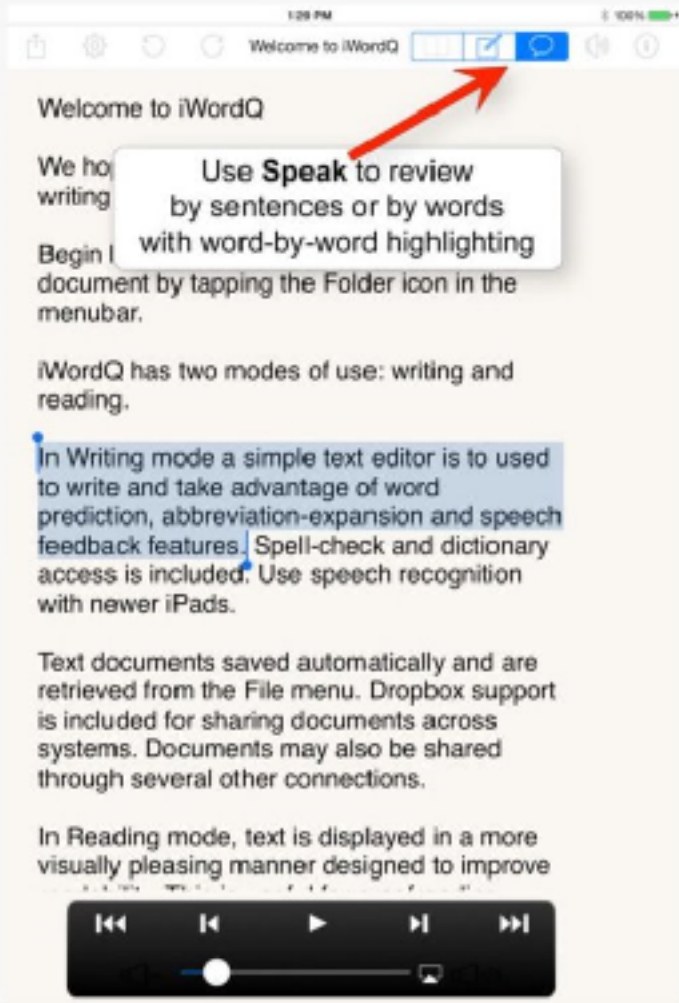 1:29 PM
100%
Welcome to iWordQ
Welcome to iWordQ
We ho
writing
Use Speak to review
by sentences or by words
with word-by-word highlighting
Begin
document by tapping the Folder icon in the
menubar.
iWordQ has two modes of use: writing and
reading.
In Writing mode a simple text editor is to used
to write and take advantage of word
prediction, abbreviation-expansion and speech
feedback features. Spell-check and dictionary
access is included. Use speech recognition
with newer iPads.
Text documents saved automatically and are
retrieved from the File menu. Dropbox support
is included for sharing documents across
systems. Documents may also be shared
through several other connections.
In Reading mode, text is displayed in a more
visually pleasing manner designed to improve